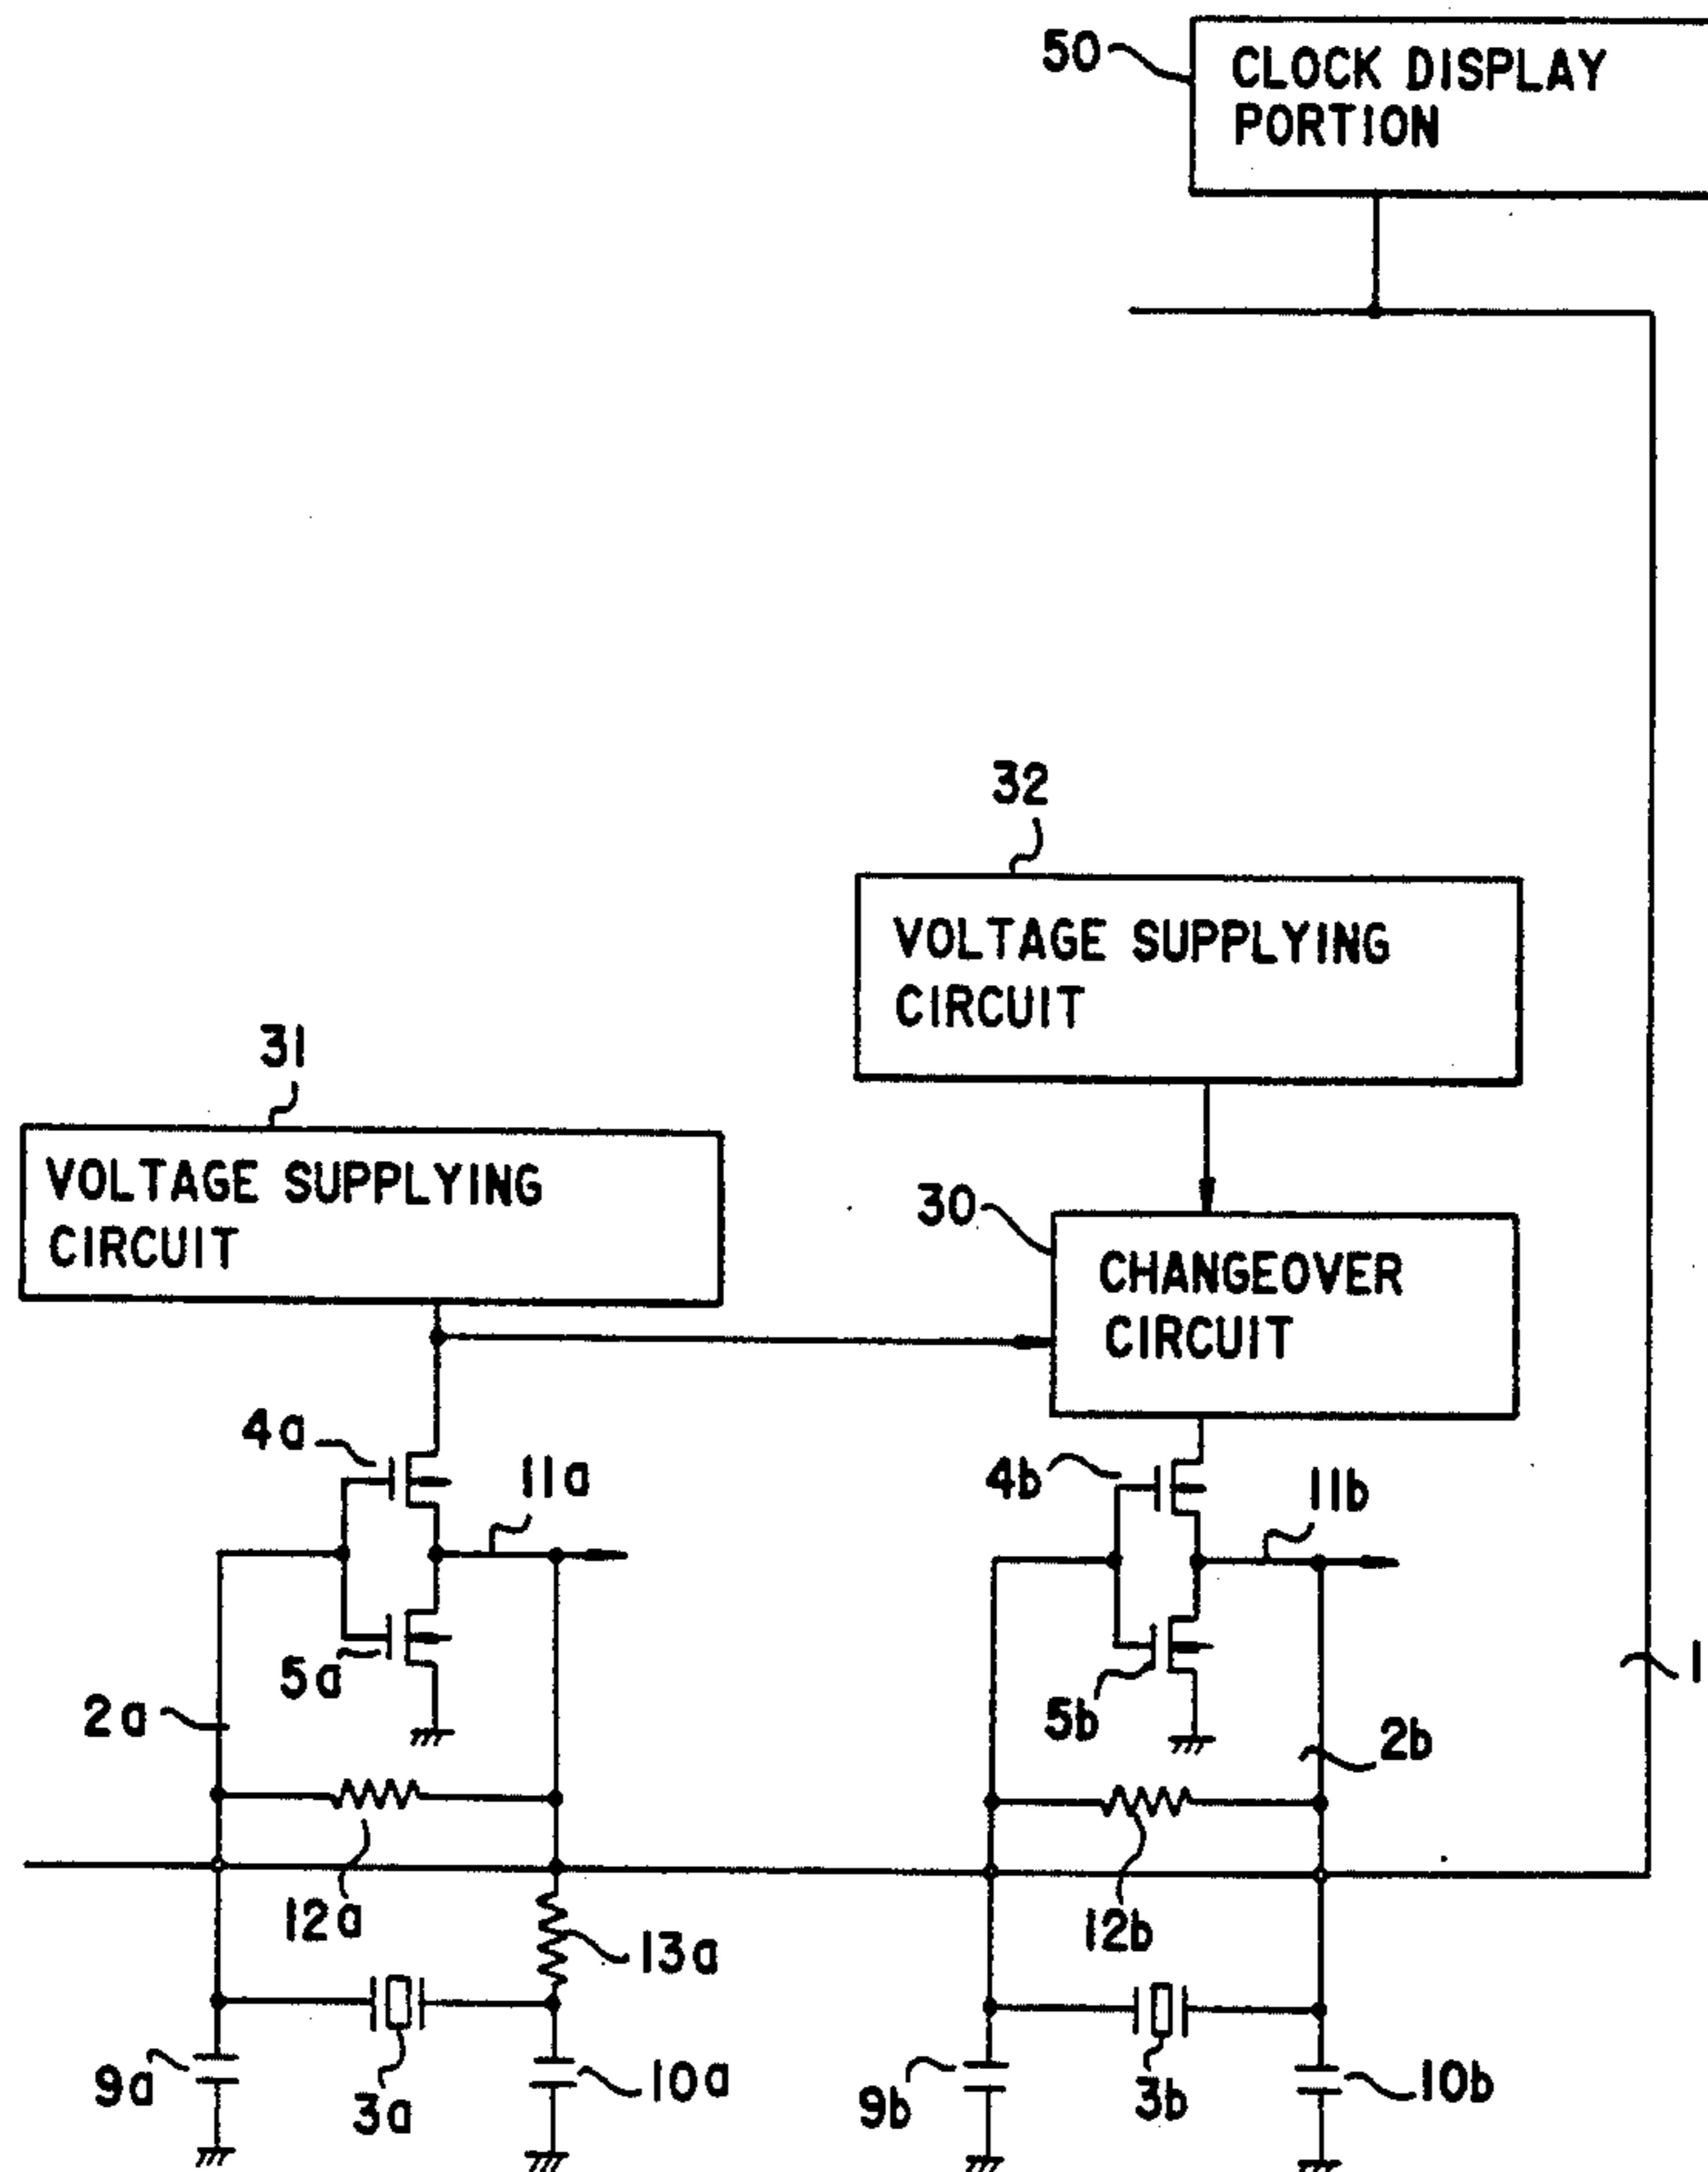 50
CLOCK DISPLAY
PORTION
32
VOLTAGE SUPPLYING
CIRCUIT
31
VOLTAGE SUPPLYING
CIRCUIT
30
CHANGEOVER
CIRCUIT
4a
11a
4b
11b
5a
5b
1
2a
2b
12a
13a
12b
9a
3a
10a
9b
3b
10b